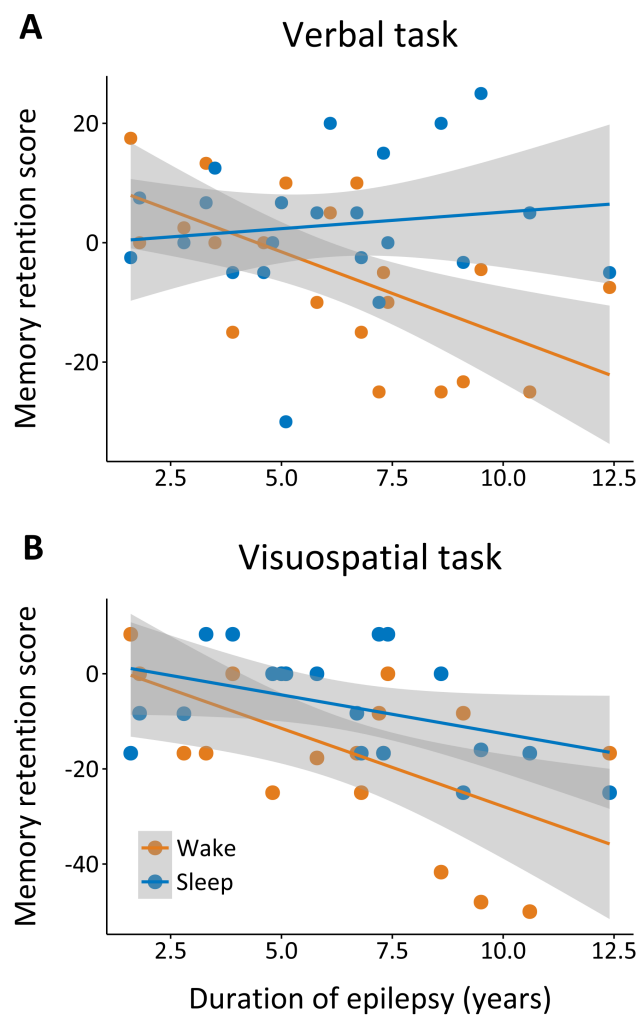 A
Verbal task
Memory retention score
20
0
-20
2.5 5.0 7.5 10.0 12.5
B
Visuospatial task
Memory retention score
0
-20
-40
Wake
Sleep
2.5 5.0 7.5 10.0 12.5
Duration of epilepsy (years)